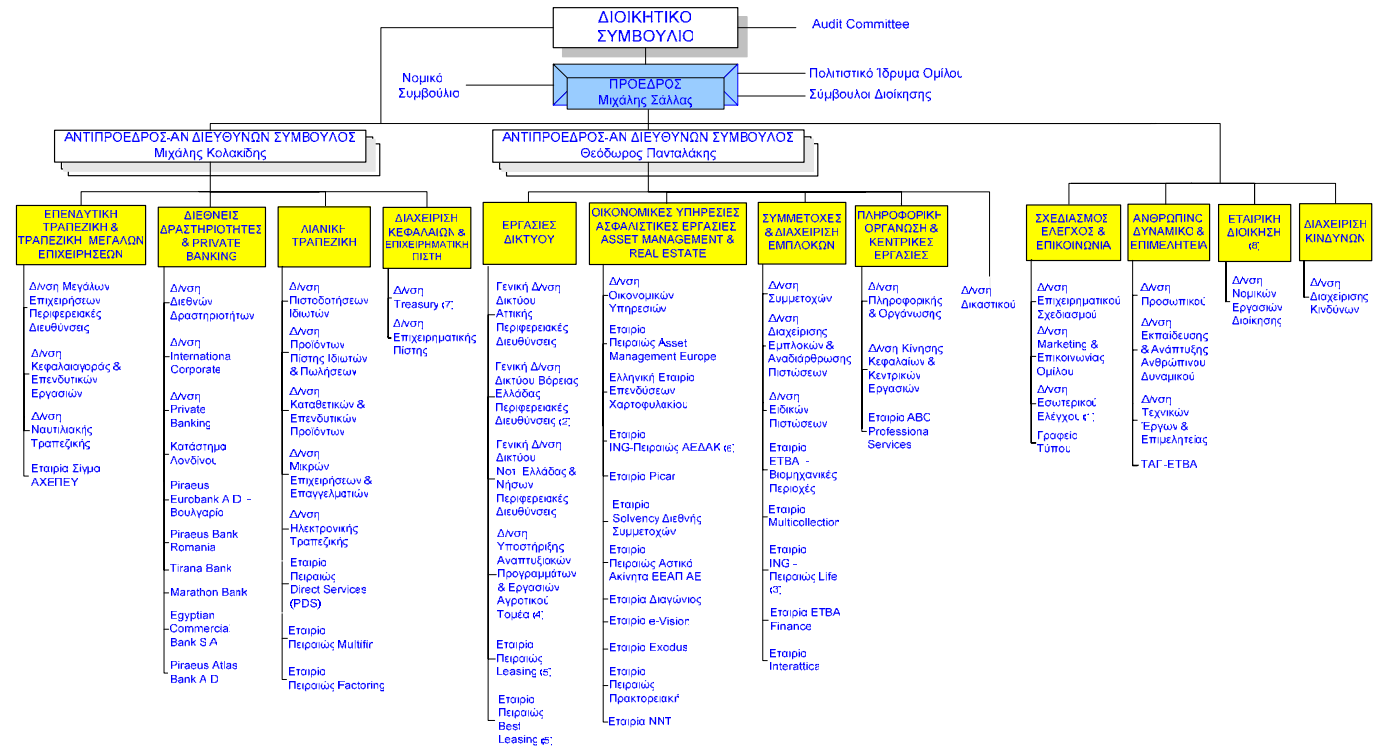 ΔΙΟΙΚΗΤΙΚΟ
ΣΥΜΒΟΥΛΙΟ
Audit Committee
Νομικό
Συμβούλιο
ΠΡΟΕΔΡΟΣ
Μιχάλης Σάλλας
Πολιτιστικό Ίδρυμα Ομίλου
Σύμβουλοι Διοίκησης
ΑΝΤΙΠΡΟΕΔΡΟΣ-ΑΝ ΔΙΕΥΘΥΝΩΝ ΣΥΜΒΟΥΛΟΣ
Μιχάλης Κολακίδης
ΑΝΤΙΠΡΟΕΔΡΟΣ-ΑΝ ΔΙΕΥΘΥΝΩΝ ΣΥΜΒΟΥΛΟΣ
Θεόδωρος Πανταλάκης
ΕΠΕΝΔΥΤΙΚΗ
ΤΡΑΠΕΖΙΚΗ &
ΤΡΑΠΕΖΙΚΗ ΜΕΓΑΛΩΝ
ΕΠΙΧΕΙΡΗΣΕΩΝ
Δ/νση Μεγάλων
Επιχειρήσεων
Περιφερειακές
Διευθύνσεις
Δ/νση
Κεφαλαιαγοράς &
Επενδυτικών
Εργασιών
Δ/νση
Ναυτιλιακής
Τραπεζικής
Εταιρία Σίγμα
ΑΧΕΠΕΥ
ΔΙΕΘΝΕΙΣ
ΔΡΑΣΤΗΡΙΟΤΗΤΕΣ
& PRIVATE
BANKING
Δ/νση
Διεθνών
Δραστηριοτήτων
Δ/νση
Internationa
Corporate
Δ/νση
Private
Banking
Κατάστημα
Λονδίνου
Piraeus
Eurobank A D -
Βουλγαρίο
Piraeus Bank
Romania
Tirana Bank
Marathon Bank
Egyptian
Commercial
Bank S A
Piraeus Atlas
Bank A D
ΛΙΑΝΙΚΗ
ΤΡΑΠΕΖΙΚΗ
Δ/νση
Πιστοδοτήσεων
Ιδιωτών
Δ/νση
Προϊόντων
Πίστης Ιδιωτών
& Πωλήσεων
Δ/νση
Καταθετικών &
Επενδυτικών
Προϊόντων
Δ/νση
Μικρών
Επιχειρήσεων &
Επαγγελματιών
Δ/νση
Ηλεκτρονικής
Τραπεζικής
Εταιρία
Πειραιώς
Direct Services
(PDS)
Εταιρία
Πειραιώς Multifin
Εταιρία
Πειραιώς Factoring
ΔΙΑΧΕΙΡΙΣΗ
ΚΕΦΑΛΑΙΩΝ &
ΕΠΙΧΕΙΡΗΜΑΤΙΚΗ
ΠΙΣΤΗ
Δ/νση
Treasury (7)
Δ/νση
Επιχειρηματικής
Πίστης
ΕΡΓΑΣΙΕΣ
ΔΙΚΤΥΟΥ
Γενική Δ/νση
Δικτύου
Αττικής
Περιφερειακές
Διευθύνσεις
Γενική Δ/νση
Δικτύου Βόρειας
Ελλάδας
Περιφερειακές
Διευθύνσεις (2)
Γενική Δ/νση
Δικτύου
Νοτ Ελλάδας &
Νήσων
Περιφερειακές
Διευθύνσεις
Δ/νση
Υποστήριξης
Αναπτυξιακών
Προγραμμάτων
& Εργασιών
Αγροτικού
Τομέα (4)
Εταιρία
Πειραιώς
Leasing (5)
Εταιρία
Πειραιώς
Best
Leasing (5)
ΟΙΚΟΝΟΜΙΚΕΣ ΥΠΗΡΕΣΙΕΣ
ΑΣΦΑΛΙΣΤΙΚΕΣ ΕΡΓΑΣΙΕΣ
ASSET MANAGEMENT &
REAL ESTATE
Δ/νση
Οικονομικών
Υπηρεσιών
Εταιρία
Πειραιώς Asset
Management Europe
Ελληνική Εταιρία
Επενδύσεων
Χαρτοφυλακίου
Εταιρία
ING-Πειραιώς ΑΕΔΑΚ (6)
Εταιρία Picar
Εταιρία
Solvency Διεθνής
Συμμετοχών
Εταιρία
Πειραιώς Αστικά
Ακίνητα ΕΕΑΠ ΑΕ
Εταιρία Διαγώνιος
Εταιρία e-Vision
Εταιρία Exodus
Εταιρία
Πειραιώς
Πρακτορειακή
Εταιρία ΝΝΤ
ΣΥΜΜΕΤΟΧΕΣ
& ΔΙΑΧΕΙΡΙΣΗ
ΕΜΠΛΟΚΩΝ
Δ/νση
Συμμετοχών
Δ/νση
Διαχείρισης
Εμπλοκών &
Αναδιάρθρωσης
Πιστώσεων
Δ/νση
Ειδικών
Πιστώσεων
Εταιρία
ΕΤΒΑ -
Βιομηχανικές
Περιοχές
Εταιρία
Multicollection
Εταιρία
ING -
Πειραιώς Life
(3)
Εταιρία ΕΤΒΑ
Finance
Εταιρία
Interattica
ΠΛΗΡΟΦΟΡΙΚΗ
ΟΡΓΑΝΩΣΗ &
ΚΕΝΤΡΙΚΕΣ
ΕΡΓΑΣΙΕΣ
Δ/νση
Πληροφορικής
& Οργάνωσης
Δ/νση Κίνησης
Κεφαλαίων &
Κεντρικών
Εργασιών
Εταιρία ABC
Professiona
Services
Δ/νση
Δικαστικού
ΣΧΕΔΙΑΣΜΟΣ
ΕΛΕΓΧΟΣ &
ΕΠΙΚΟΙΝΩΝΙΑ
Δ/νση
Επιχειρηματικού
Σχεδιασμού
Δ/νση
Marketing &
Επικοινωνίας
Ομίλου
Δ/νση
Εσωτερικού
Ελέγχου (1)
Γραφείο
Τύπου
ΑΝΘΡΩΠΙΝΟ
ΔΥΝΑΜΙΚΟ &
ΕΠΙΜΕΛΗΤΕΙΑ
Δ/νση
Προσωπικού
Δ/νση
Εκπαίδευσης
& Ανάπτυξης
Ανθρώπινου
Δυναμικού
Δ/νση
Τεχνικών
Έργων &
Επιμελητείας
ΤΑΠ-ΕΤΒΑ
ΕΤΑΙΡΙΚΗ
ΔΙΟΙΚΗΣΗ
(8)
Δ/νση
Νομικών
Εργασιών
Διοίκησης
ΔΙΑΧΕΙΡΙΣΗ
ΚΙΝΔΥΝΩΝ
Δ/νση
Διαχείρισης
Κινδύνων